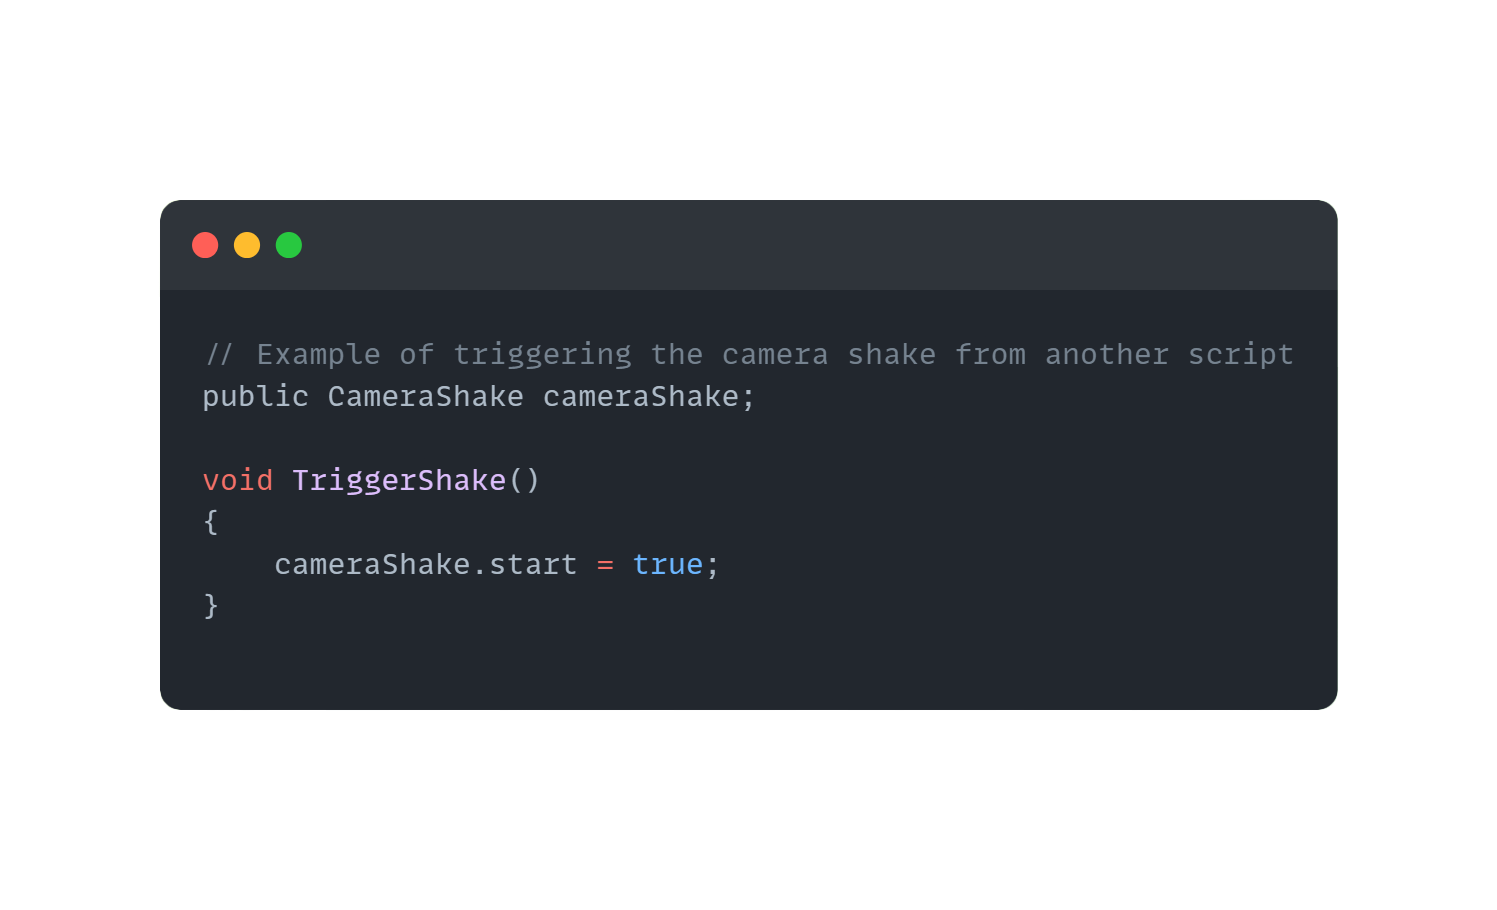 // Example of triggering the camera shake from another script
public CameraShake cameraShake;

void TriggerShake()
{
    cameraShake.start = true;
}